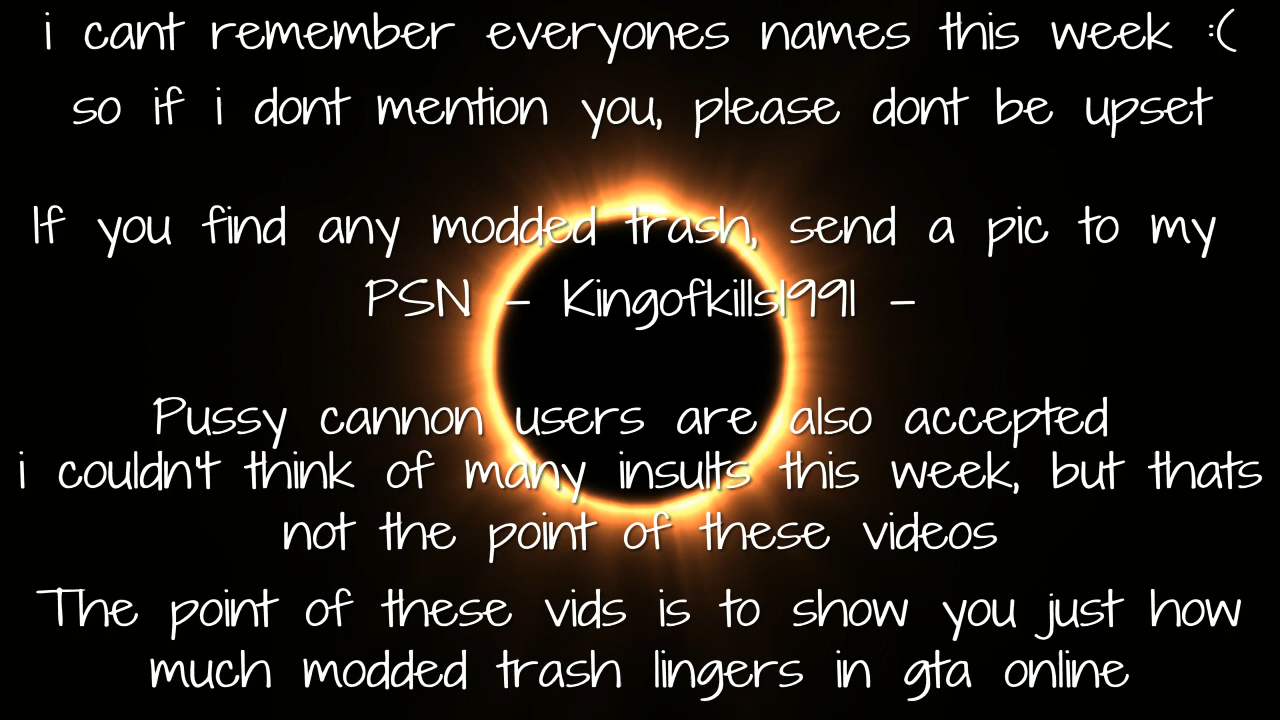 i cant remember everyones names this week :(
so if i dont mention you, please dont be upset
If you find any modded trash, send a pic to my
PSN - Kingofkills1991 -
Pussy cannon users are also accepted
i couldn't think of many insults this week, but thats
not the point of these videos
The point of these vids is to show you just how
much modded trash lingers in gta online